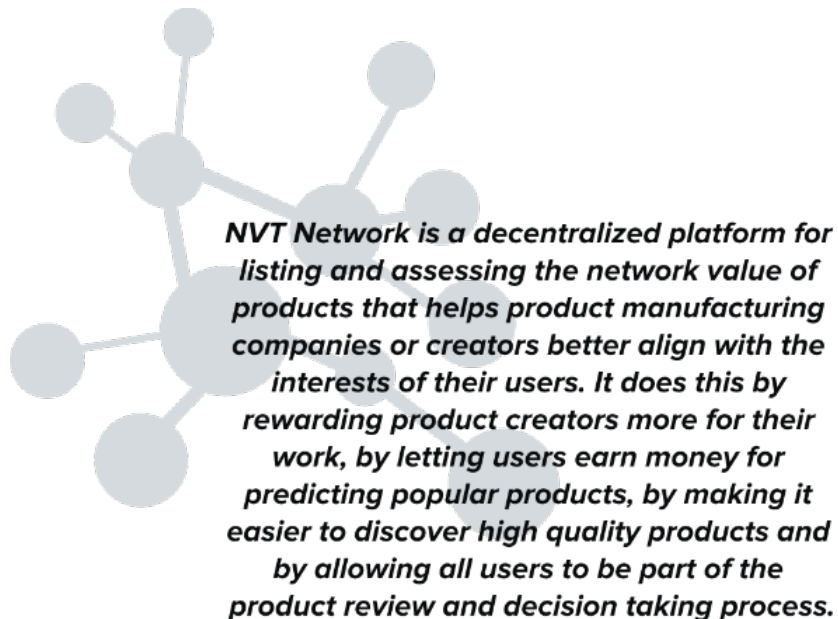 NVT Network is a decentralized platform for
listing and assessing the network value of
products that helps product manufacturing
companies or creators better align with the
interests of their users. It does this by
rewarding product creators more for their
work, by letting users earn money for
predicting popular products, by making it
easier to discover high quality products and
by allowing all users to be part of the
product review and decision taking process.